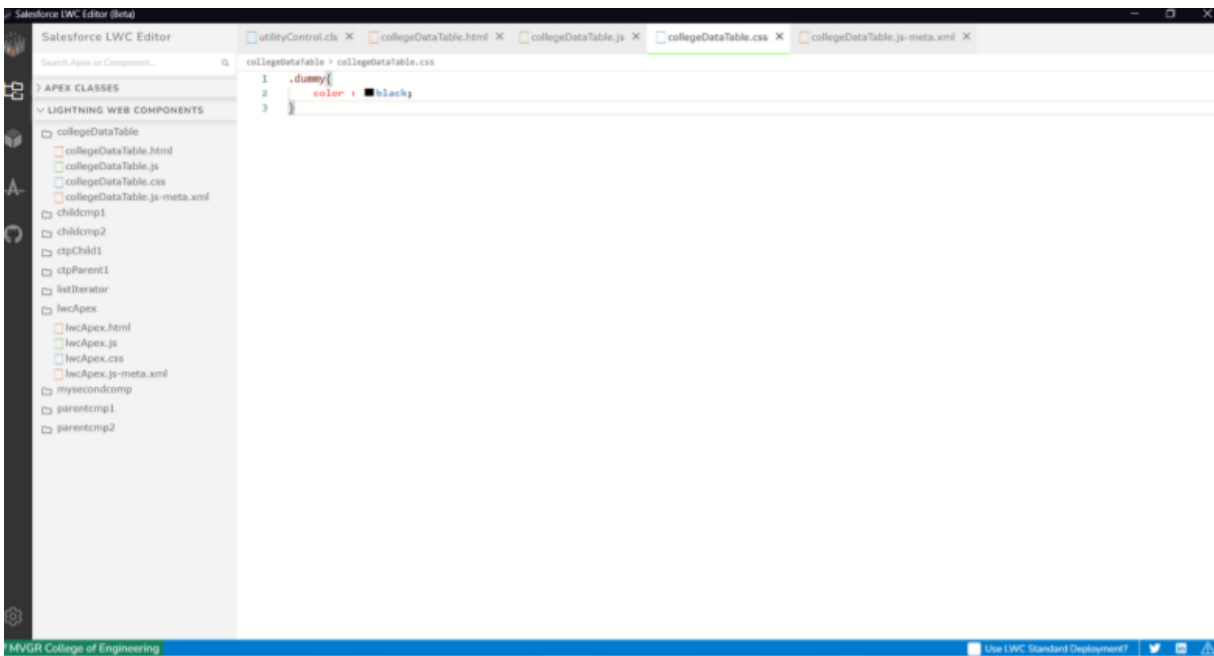 Salesforce LWC Editor (Beta)
Salesforce LWC Editor
utilityControl.cls
collegeDataTable.html
collegeDataTable.js
collegeDataTable.css
collegeDataTable.js-meta.xml
Search Apex or Component...
collegeDataTable > collegeDataTable.css
APEX CLASSES
LIGHTNING WEB COMPONENTS
collegeDataTable
collegeDataTable.html
collegeDataTable.js
collegeDataTable.css
collegeDataTable.js-meta.xml
childcmp1
childcmp2
ctpChild1
ctpParent1
listIterator
lwcApex
lwcApex.html
lwcApex.js
lwcApex.css
lwcApex.js-meta.xml
mysecondcomp
parentcmp1
parentcmp2
1 .dummy{
2 color : black;
3 }
MVGR College of Engineering
Use LWC Standard Deployment?